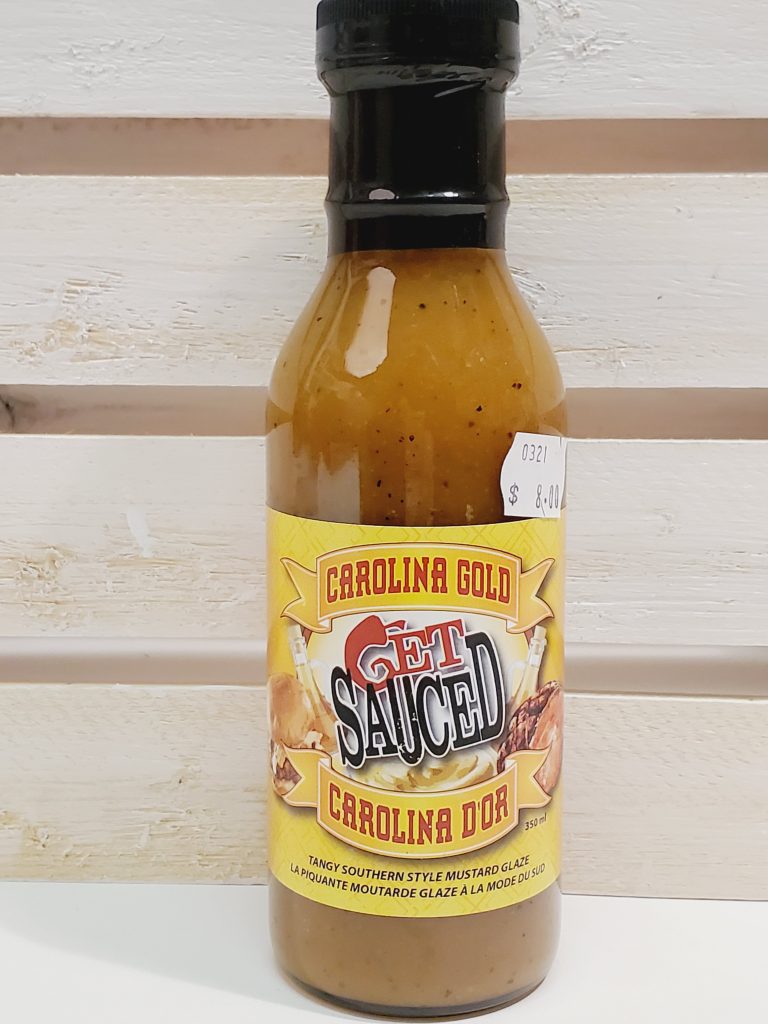 0321
$ 8.00
CAROLINA GOLD
GET
SAUCED
CAROLINA D'OR
350 ml
TANGY SOUTHERN STYLE MUSTARD GLAZE
LA PIQUANTE MOUTARDE GLAZE À LA MODE DU SUD